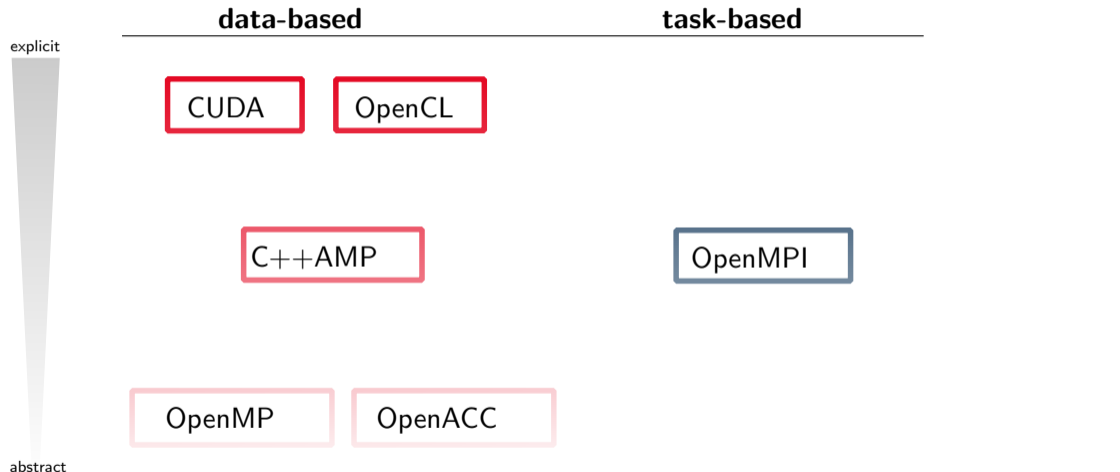 data-based task-based
explicit
CUDA OpenCL
C++AMP OpenMPI
OpenMP OpenACC
abstract